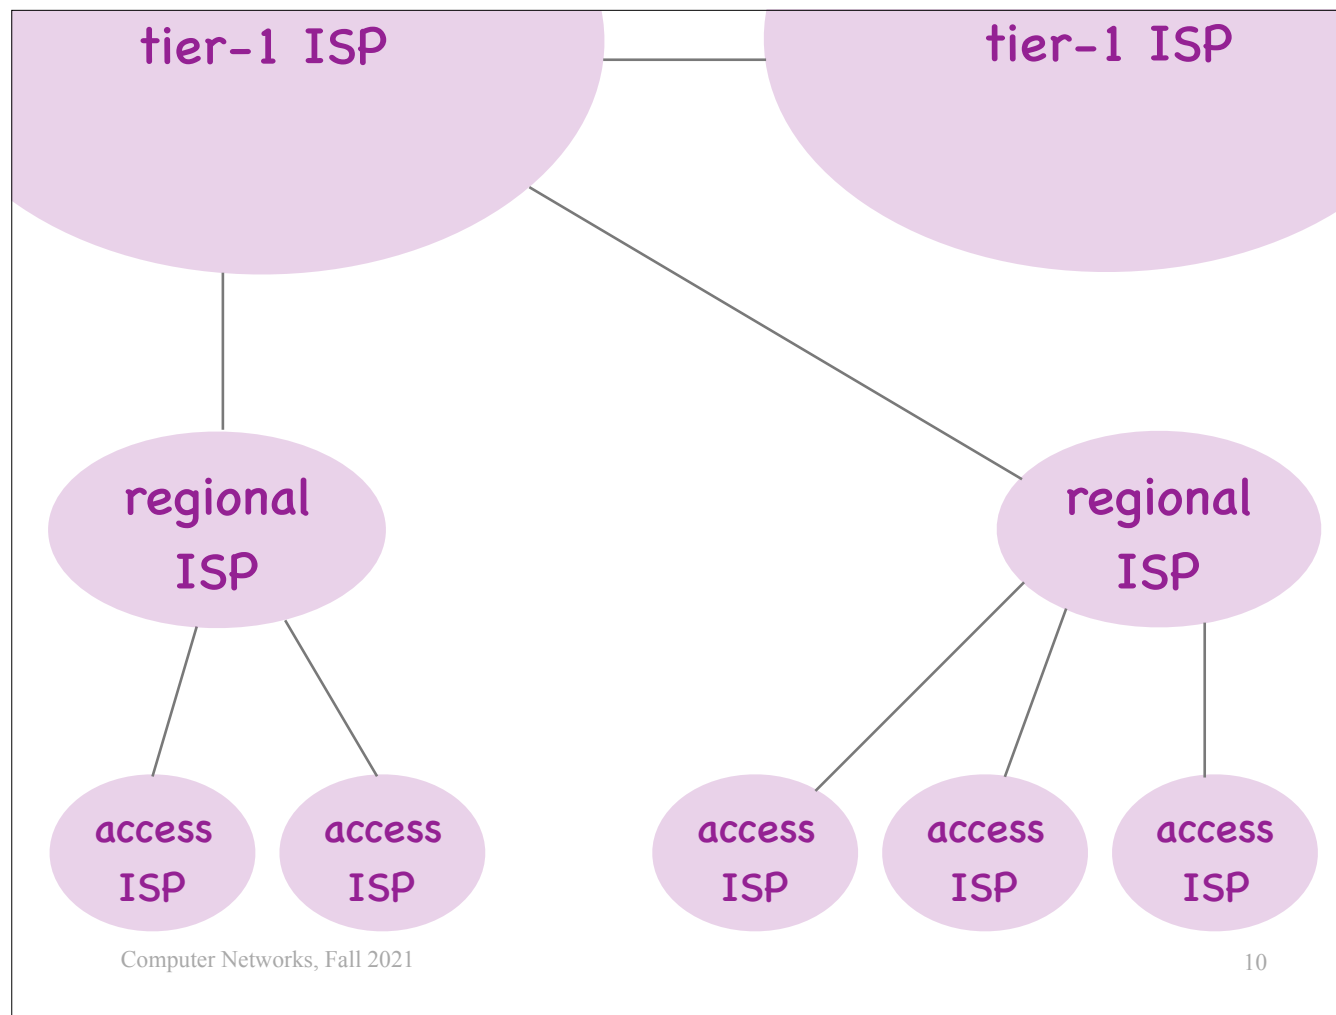 tier-1 ISP
tier-1 ISP
regional
ISP
regional
ISP
access
ISP
access
ISP
access
ISP
access
ISP
access
ISP
Computer Networks, Fall 2021
10